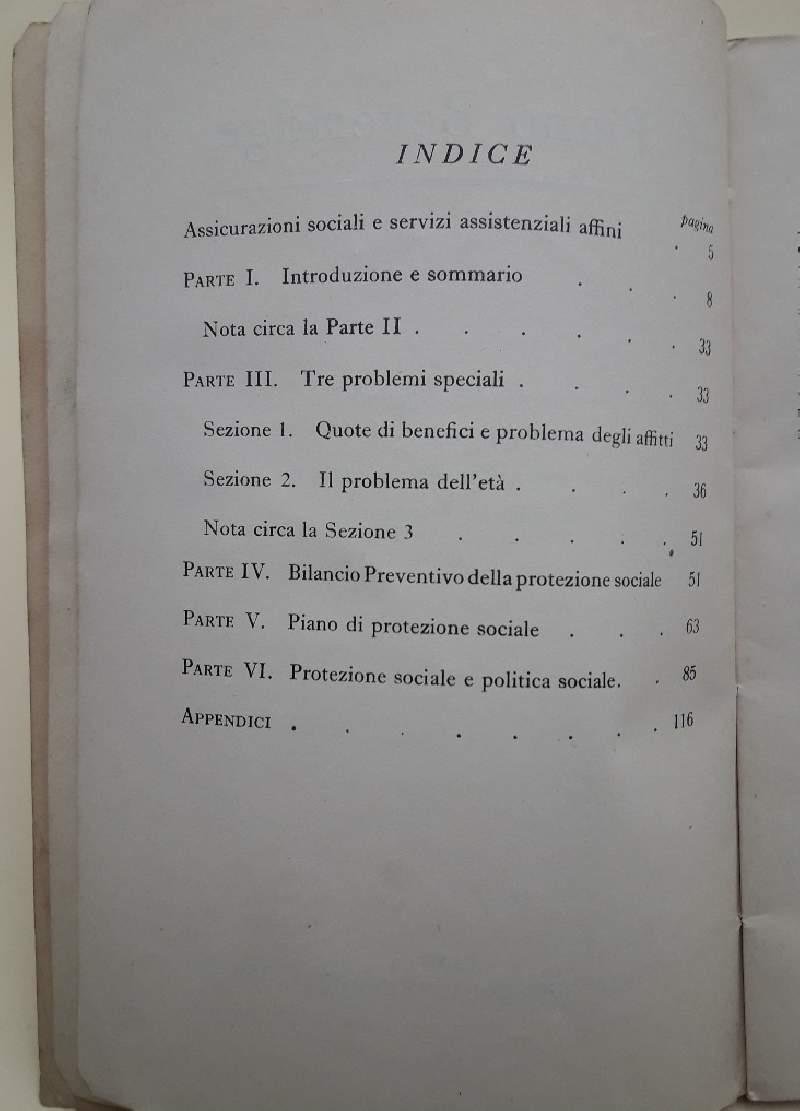 INDICE
pagina
Assicurazioni sociali e servizi assistenziali affini . 5
PARTE I. Introduzione e sommario . . . 8
Nota circa la Parte II . . . . . . 33
PARTE III. Tre problemi speciali . . . . 33
Sezione 1. Quote di benefici e problema degli affitti 33
Sezione 2. Il problema dell'età . . . . 36
Nota circa la Sezione 3 . . . . . 51
PARTE IV. Bilancio Preventivo della protezione sociale 51
PARTE V. Piano di protezione sociale . . . 63
PARTE VI. Protezione sociale e politica sociale. . 85
APPENDICI . . . . . . . . 116